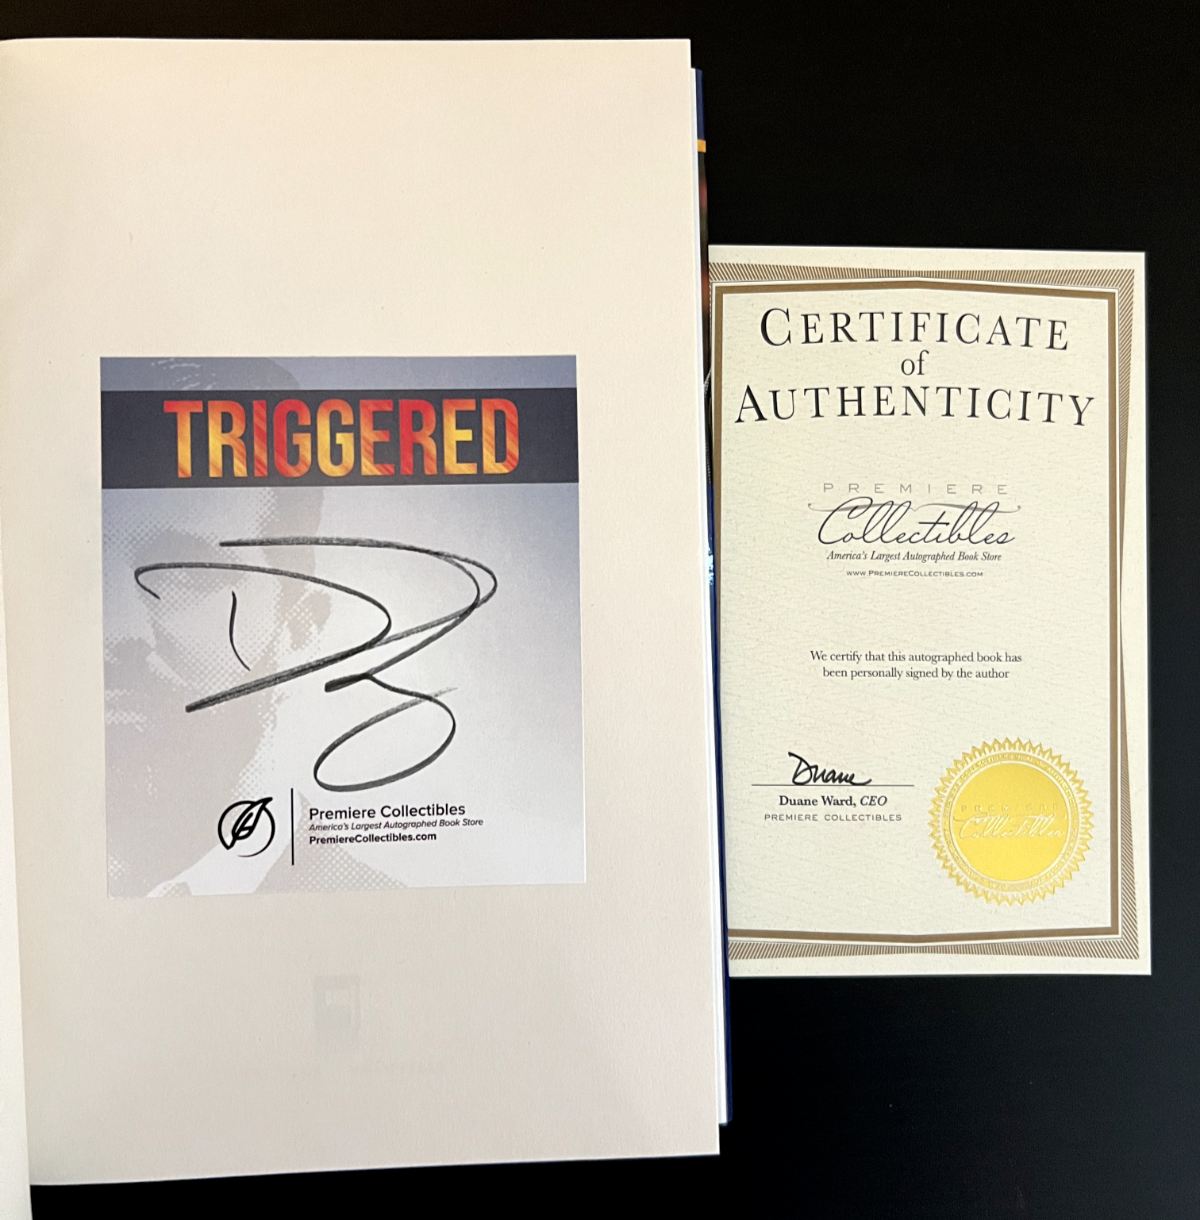 TRIGGERED
Premiere Collectibles
America's Largest Autographed Book Store
PremiereCollectibles.com
CERTIFICATE
of
AUTHENTICITY
PREMIERE
Collectibles
America's Largest Autographed Book Store
www.PremiereCollectibles.com
We certify that this autographed book has
been personally signed by the author
Duane
Duane Ward, CEO
PREMIERE COLLECTIBLES
PREMIERE
Collectibles